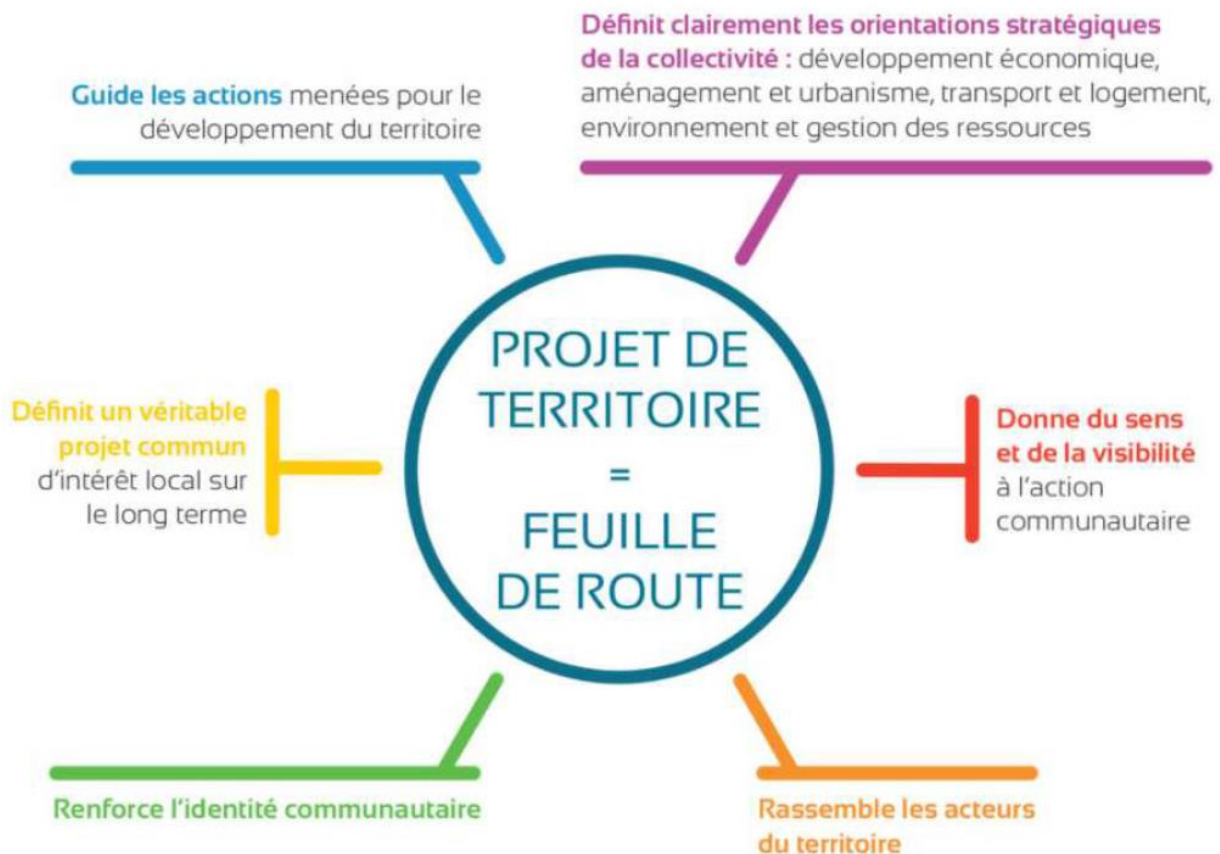 Définit clairement les orientations stratégiques
de la collectivité : développement économique,
aménagement et urbanisme, transport et logement,
environnement et gestion des ressources
Guide les actions menées pour le
développement du territoire
PROJET DE
TERRITOIRE
=
FEUILLE
DE ROUTE
Définit un véritable
projet commun
d'intérêt local sur
le long terme
Donne du sens
et de la visibilité
à l'action
communautaire
Renforce l'identité communautaire
Rassemble les acteurs
du territoire